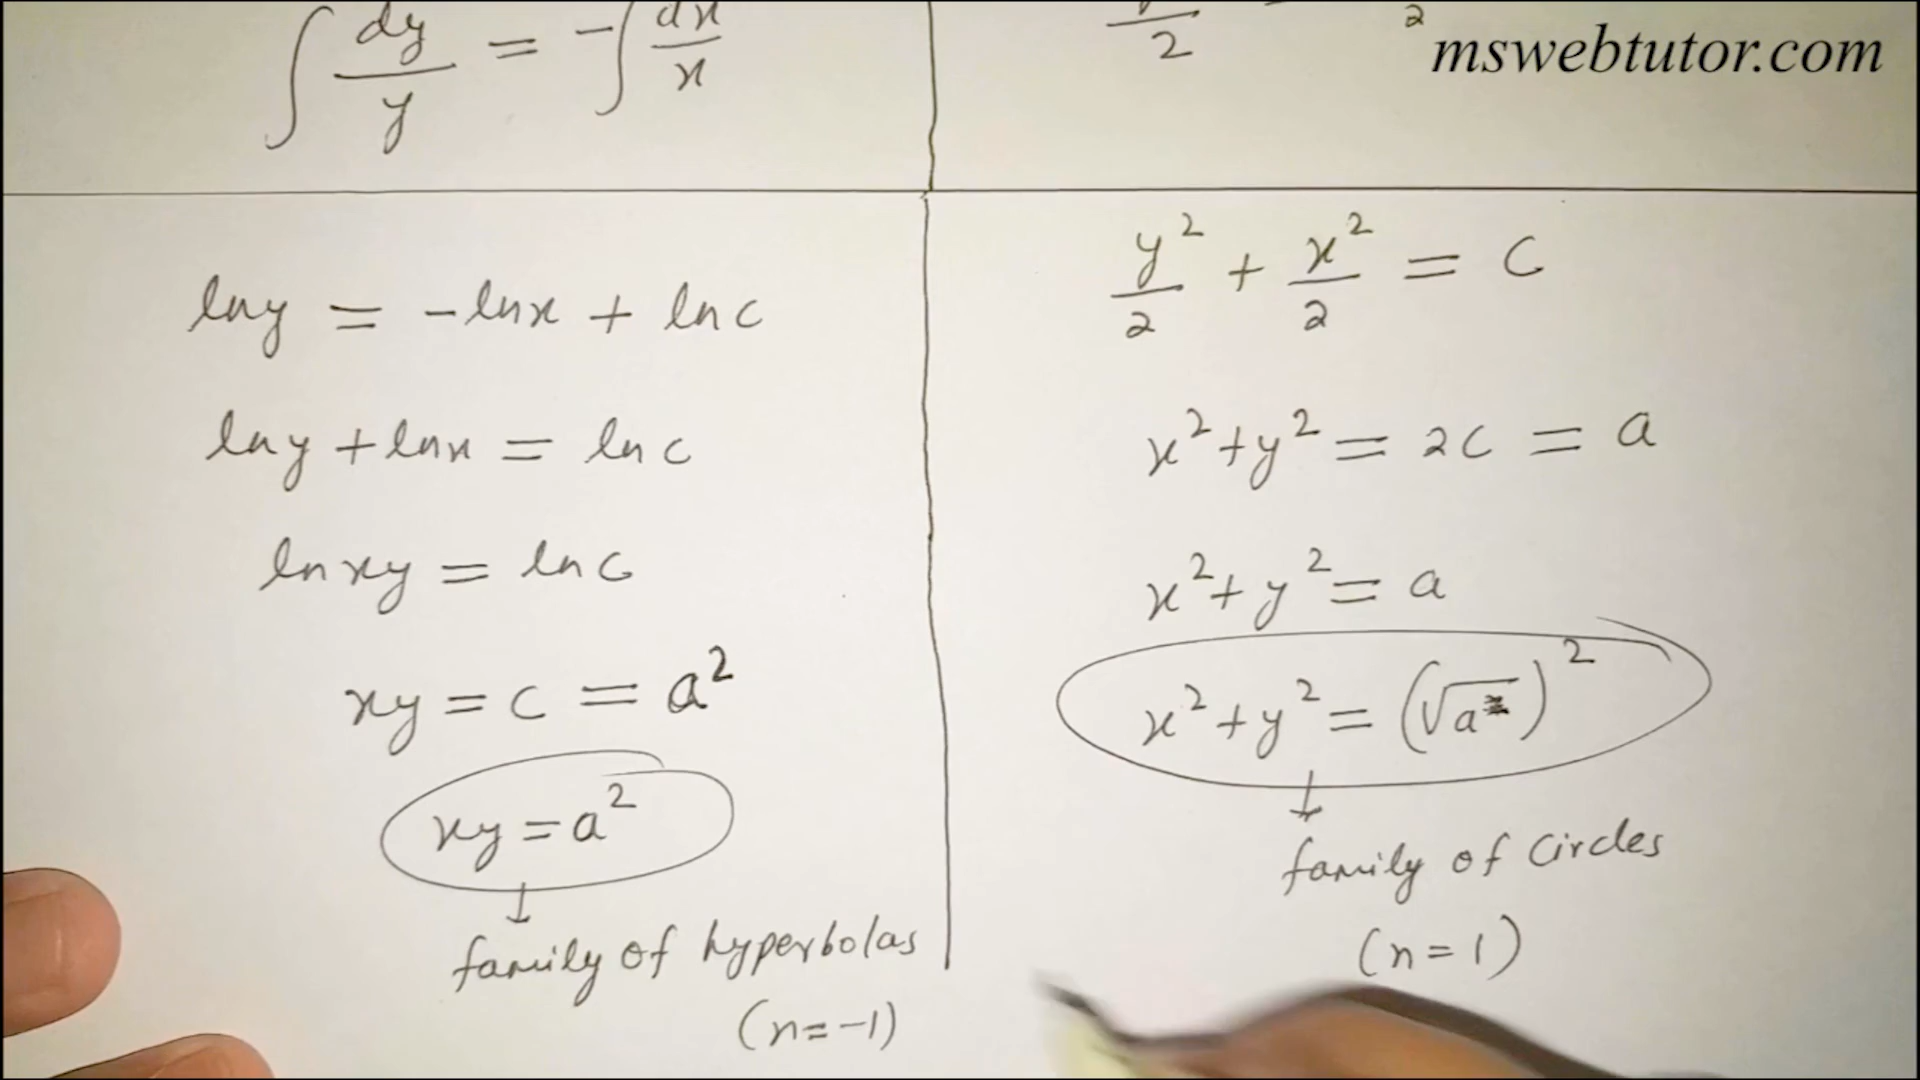 ∫ dy/y = -∫ dx/x
2
2
mswebtutor.com
ln y = -ln x + ln c
ln y + ln x = ln c
ln xy = ln c
xy = c = a²
xy = a²
family of hyperbolas
(n = -1)
y²/2 + x²/2 = c
x² + y² = 2c = a
x² + y² = a
x² + y² = (√a)²
family of Circles
(n = 1)